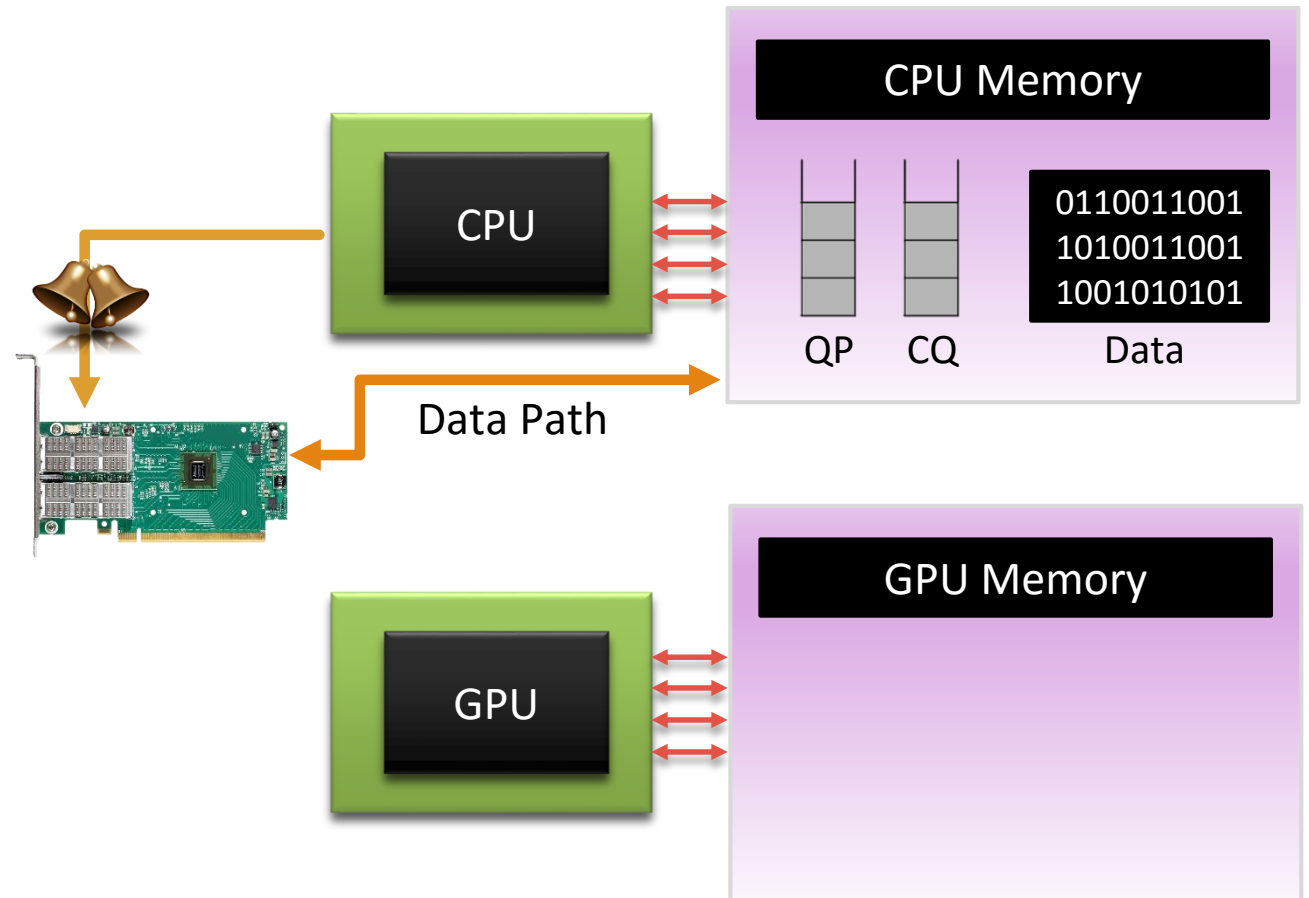 CPU Memory
CPU
0110011001
1010011001
1001010101
QP
CQ
Data
Data Path
GPU Memory
GPU